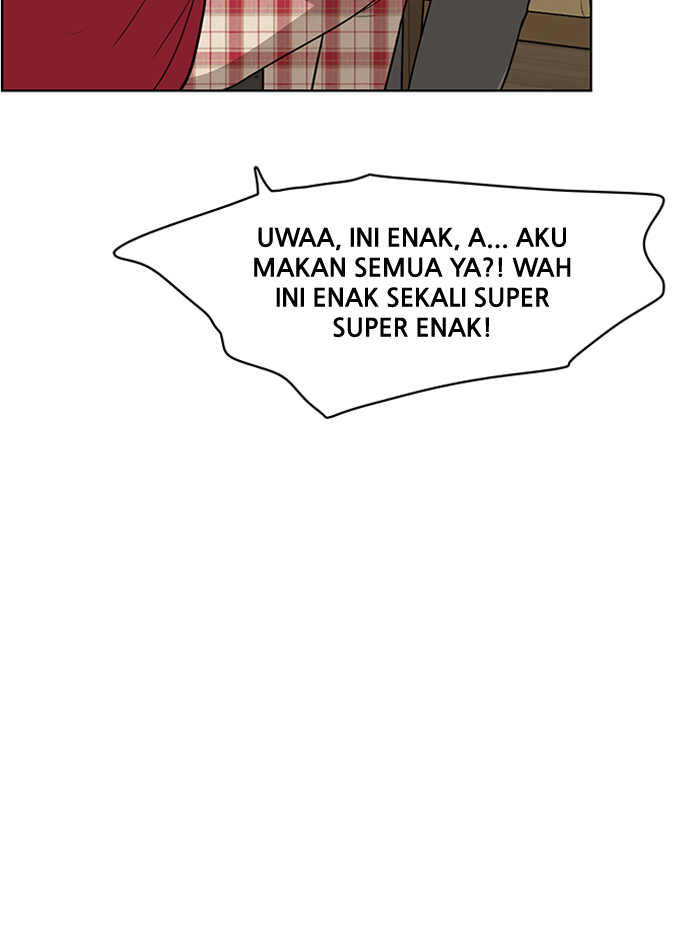 UWAA, INI ENAK, A... AKU
MAKAN SEMUA YA?! WAH
INI ENAK SEKALI SUPER
SUPER ENAK!